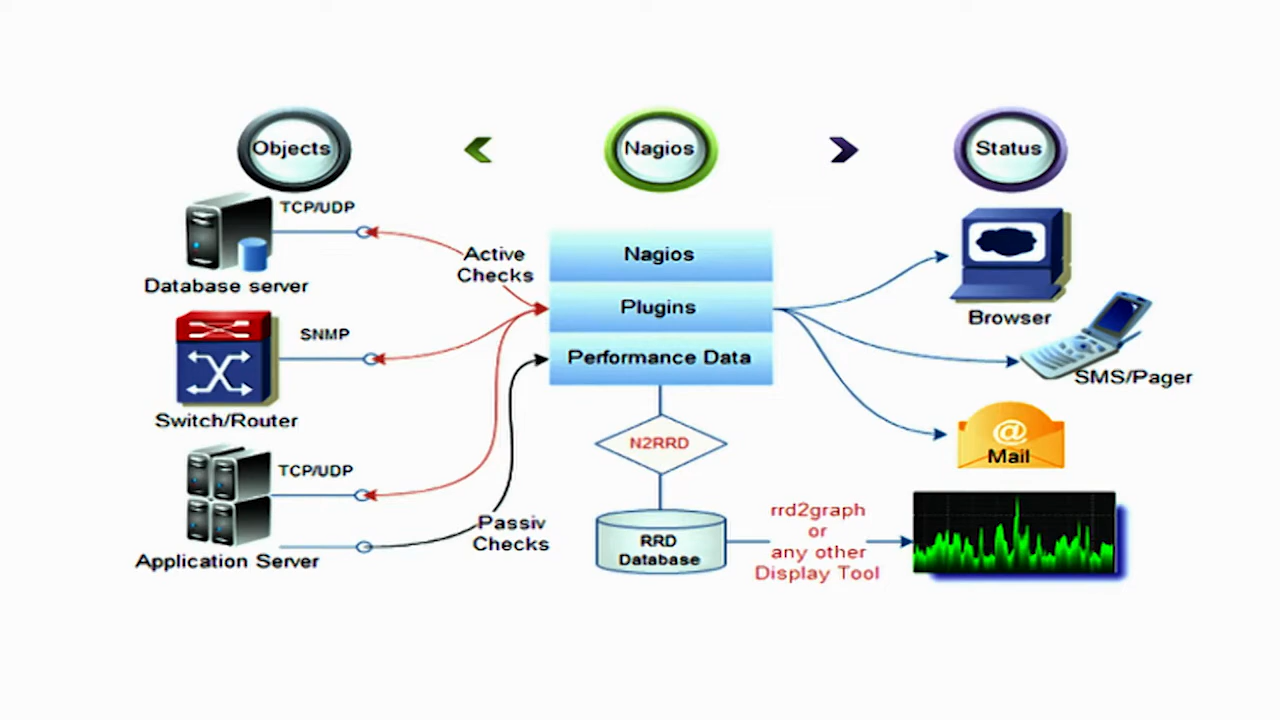 Objects
Nagios
Status
TCP/UDP
Active
Checks
Nagios
Database server
Plugins
Browser
SNMP
Performance Data
SMS/Pager
Switch/Router
N2RRD
@
Mail
TCP/UDP
Passiv
Checks
Application Server
RRD
Database
rrd2graph
or
any other
Display Tool